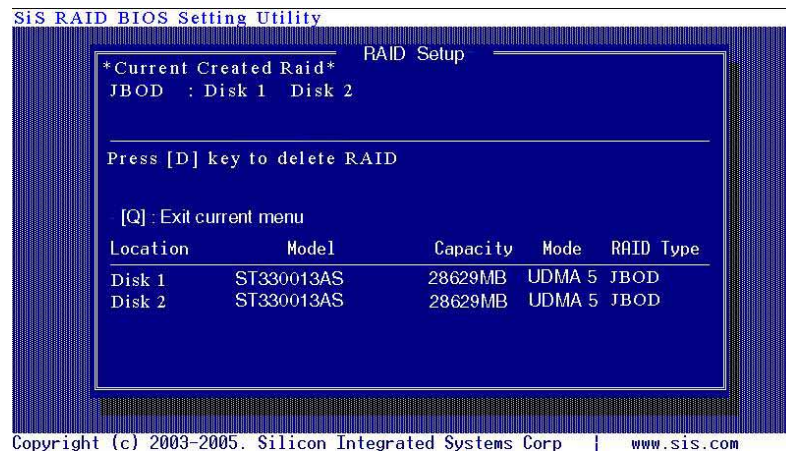 SiS RAID BIOS Setting Utility
RAID Setup
*Current Created Raid*
JBOD : Disk 1 Disk 2
Press [D] key to delete RAID
[Q] : Exit current menu
Location Model Capacity Mode RAID Type
Disk 1 ST330013AS 28629MB UDMA 5 JBOD
Disk 2 ST330013AS 28629MB UDMA 5 JBOD
Copyright (c) 2003-2005. Silicon Integrated Systems Corp | www.sis.com